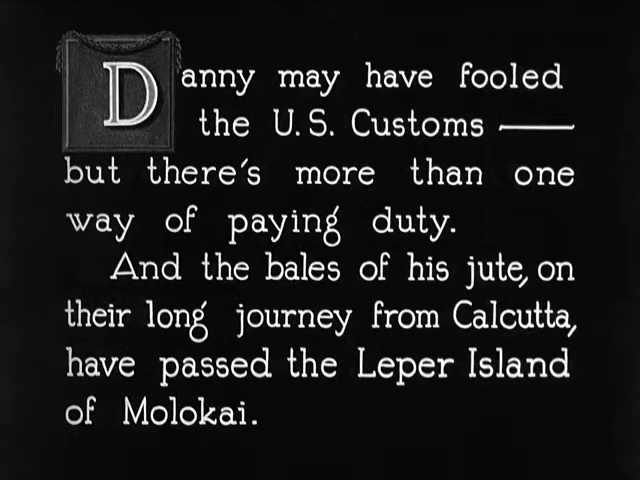 Danny may have fooled
the U.S. Customs —
but there's more than one
way of paying duty.
And the bales of his jute, on
their long journey from Calcutta,
have passed the Leper Island
of Molokai.